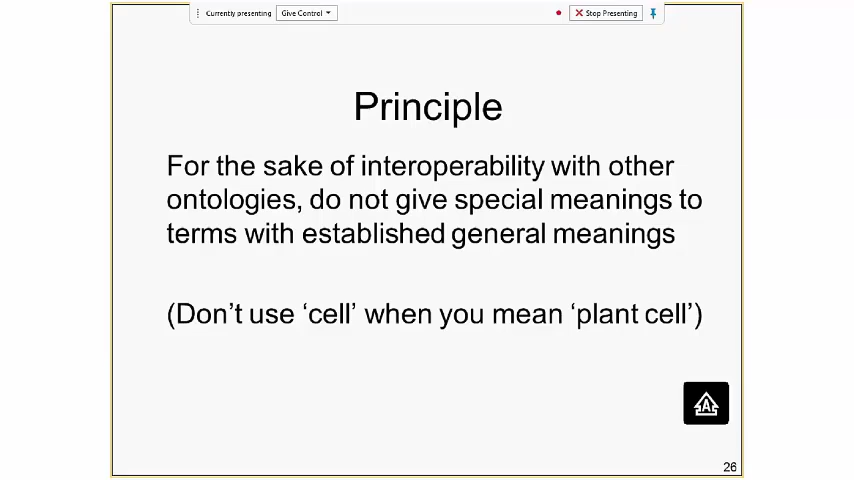 Currently presenting Give Control Stop Presenting
Principle
For the sake of interoperability with other
ontologies, do not give special meanings to
terms with established general meanings
(Don’t use ‘cell’ when you mean ‘plant cell’)
A
26